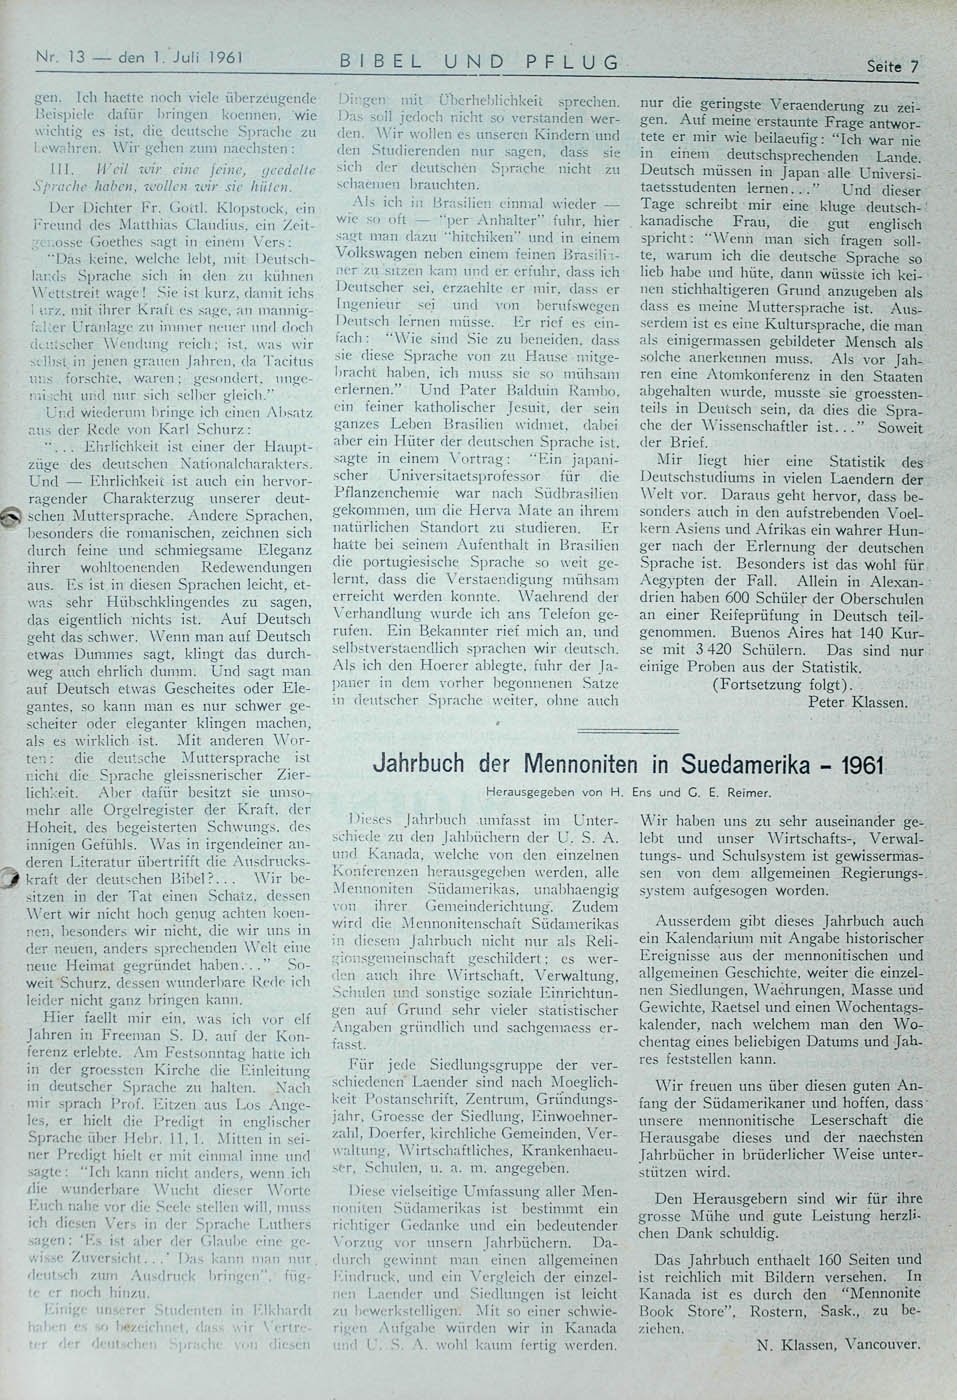 Nr. 13 — den 1. Juli 1961
BIBEL UND PFLUG
Seite 7
gen. Ich haette noch viele überzeugende
Beispiele dafür bringen koennen, wie
wichtig es ist, die deutsche Sprache zu
bewahren. Wir gehen zum naechsten:
III. Weil wir eine feine, geedelte
Sprache haben, wollen wir sie hüten.
Der Dichter Fr. Gottl. Klopstock, ein
Freund des Matthias Claudius, ein Zeit-
genosse Goethes sagt in einem Vers:
"Das keine, welche lebt, mit Deutsch-
lands Sprache sich in den zu kühnen
Wettstreit wage! Sie ist kurz, damit ichs
kurz, mit ihrer Kraft es sage, an mannig-
falter Uranlage zu immer neuer und doch
deutscher Wendung reich; ist, was wir
selbst in jenen grauen Jahren, da Tacitus
uns forschte, waren; gesondert, unge-
mischt und nur sich selber gleich."
Und wiederum bringe ich einen Absatz
aus der Rede von Karl Schurz:
"... Ehrlichkeit ist einer der Haupt-
züge des deutschen Nationalcharakters.
Und — Ehrlichkeit ist auch ein hervor-
ragender Charakterzug unserer deut-
schen Muttersprache. Andere Sprachen,
besonders die romanischen, zeichnen sich
durch feine und schmiegsame Eleganz
ihrer wohltoenenden Redewendungen
aus. Es ist in diesen Sprachen leicht, et-
was sehr Hübschklingendes zu sagen,
das eigentlich nichts ist. Auf Deutsch
geht das schwer. Wenn man auf Deutsch
etwas Dummes sagt, klingt das durch-
weg auch ehrlich dumm. Und sagt man
auf Deutsch etwas Gescheites oder Ele-
gantes, so kann man es nur schwer ge-
scheiter oder eleganter klingen machen,
als es wirklich ist. Mit anderen Wor-
ten: die deutsche Muttersprache ist
nicht die Sprache gleissnerischer Zier-
lichkeit. Aber dafür besitzt sie umso-
mehr alle Orgelregister der Kraft, der
Hoheit, des begeisterten Schwungs, des
innigen Gefühls. Was in irgendeiner an-
deren Literatur übertrifft die Ausdrucks-
kraft der deutschen Bibel?... Wir be-
sitzen in der Tat einen Schatz, dessen
Wert wir nicht hoch genug achten koen-
nen, besonders wir nicht, die wir uns in
der neuen, anders sprechenden Welt eine
neue Heimat gegründet haben..." So-
weit Schurz, dessen wunderbare Rede ich
leider nicht ganz bringen kann.
Hier faellt mir ein, was ich vor elf
Jahren in Freeman S. D. auf der Kon-
ferenz erlebte. Am Festsonntag hatte ich
in der groessten Kirche die Einleitung
in deutscher Sprache zu halten. Nach
mir sprach Prof. Eitzen aus Los Ange-
les, er hielt die Predigt in englischer
Sprache über Hebr. 11, 1. Mitten in sei-
ner Predigt hielt er mit einmal inne und
sagte: "Ich kann nicht anders, wenn ich
die wunderbare Wucht dieser Worte
Euch nahe vor die Seele stellen will, muss
ich diesen Vers in der Sprache Luthers
sagen: 'Es ist aber der Glaube eine ge-
wisse Zuversicht...' Das kann man nur
deutsch zum Ausdruck bringen", füg-
te er noch hinzu.
Einige unserer Studenten in Elkhardt
haben es so bezeichnet, dass wir Vertre-
ter der deutschen Sprache von diesen
Dingen mit Überheblichkeit sprechen.
Das soll jedoch nicht so verstanden wer-
den. Wir wollen es unseren Kindern und
den Studierenden nur sagen, dass sie
sich der deutschen Sprache nicht zu
schaemen brauchten.
Als ich in Brasilien einmal wieder —
wie so oft — "per Anhalter" fuhr, hier
sagt man dazu "hitchiken" und in einem
Volkswagen neben einem feinen Brasilia-
ner zu sitzen kam und er erfuhr, dass ich
Deutscher sei, erzaehlte er mir, dass er
Ingenieur sei und von berufswegen
Deutsch lernen müsse. Er rief es ein-
fach: "Wie sind Sie zu beneiden, dass
sie diese Sprache von zu Hause mitge-
bracht haben, ich muss sie so mühsam
erlernen." Und Pater Balduin Rambo,
ein feiner katholischer Jesuit, der sein
ganzes Leben Brasilien widmet, dabei
aber ein Hüter der deutschen Sprache ist,
sagte in einem Vortrag: "Ein japani-
scher Universitaetsprofessor für die
Pflanzenchemie war nach Südbrasilien
gekommen, um die Herva Mate an ihrem
natürlichen Standort zu studieren. Er
hatte bei seinem Aufenthalt in Brasilien
die portugiesische Sprache so weit ge-
lernt, dass die Verstaendigung mühsam
erreicht werden konnte. Waehrend der
Verhandlung wurde ich ans Telefon ge-
rufen. Ein Bekannter rief mich an, und
selbstverstaendlich sprachen wir deutsch.
Als ich den Hoerer ablegte, fuhr der Ja-
paner in dem vorher begonnenen Satze
in deutscher Sprache weiter, ohne auch
nur die geringste Veraenderung zu zei-
gen. Auf meine erstaunte Frage antwor-
tete er mir wie beilaeufig: "Ich war nie
in einem deutschsprechenden Lande.
Deutsch müssen in Japan alle Universi-
taetsstudenten lernen..." Und dieser
Tage schreibt mir eine kluge deutsch-
kanadische Frau, die gut englisch
spricht: "Wenn man sich fragen soll-
te, warum ich die deutsche Sprache so
lieb habe und hüte, dann wüsste ich kei-
nen stichhaltigeren Grund anzugeben als
dass es meine Muttersprache ist. Aus-
serdem ist es eine Kultursprache, die man
als einigermassen gebildeter Mensch als
solche anerkennen muss. Als vor Jah-
ren eine Atomkonferenz in den Staaten
abgehalten wurde, musste sie groessten-
teils in Deutsch sein, da dies die Spra-
che der Wissenschaftler ist..." Soweit
der Brief.
Mir liegt hier eine Statistik des
Deutschstudiums in vielen Laendern der
Welt vor. Daraus geht hervor, dass be-
sonders auch in den aufstrebenden Voel-
kern Asiens und Afrikas ein wahrer Hun-
ger nach der Erlernung der deutschen
Sprache ist. Besonders ist das wohl für
Aegypten der Fall. Allein in Alexan-
drien haben 600 Schüler der Oberschulen
an einer Reifeprüfung in Deutsch teil-
genommen. Buenos Aires hat 140 Kur-
se mit 3 420 Schülern. Das sind nur
einige Proben aus der Statistik.
(Fortsetzung folgt).
Peter Klassen.
Jahrbuch der Mennoniten in Suedamerika – 1961
Herausgegeben von H. Ens und G. E. Reimer.
Dieses Jahrbuch umfasst im Unter-
schiede zu den Jahbüchern der U. S. A.
und Kanada, welche von den einzelnen
Konferenzen herausgegeben werden, alle
Mennoniten Südamerikas, unabhaengig
von ihrer Gemeinderichtung. Zudem
wird die Mennonitenschaft Südamerikas
in diesem Jahrbuch nicht nur als Reli-
gionsgemeinschaft geschildert; es wer-
den auch ihre Wirtschaft, Verwaltung,
Schulen und sonstige soziale Einrichtun-
gen auf Grund sehr vieler statistischer
Angaben gründlich und sachgemaess er-
fasst.
Für jede Siedlungsgruppe der ver-
schiedenen Laender sind nach Moeglich-
keit Postanschrift, Zentrum, Gründungs-
jahr, Groesse der Siedlung, Einwohner-
zahl, Doerfer, kirchliche Gemeinden, Ver-
waltung, Wirtschaftliches, Krankenhaeu-
ser, Schulen, u. a. m. angegeben.
Diese vielseitige Umfassung aller Men-
noniten Südamerikas ist bestimmt ein
richtiger Gedanke und ein bedeutender
Vorzug vor unsern Jahrbüchern. Da-
durch gewinnt man einen allgemeinen
Eindruck, und ein Vergleich der einzel-
nen Laender und Siedlungen ist leicht
zu bewerkstelligen. Mit so einer schwie-
rigen Aufgabe würden wir in Kanada
und U. S. A. wohl kaum fertig werden.
Wir haben uns zu sehr auseinander ge-
lebt und unser Wirtschafts-, Verwal-
tungs- und Schulsystem ist gewissermas-
sen von dem allgemeinen Regierungs-
system aufgesogen worden.
Ausserdem gibt dieses Jahrbuch auch
ein Kalendarium mit Angabe historischer
Ereignisse aus der mennonitischen und
allgemeinen Geschichte, weiter die einzel-
nen Siedlungen, Waehrungen, Masse und
Gewichte, Raetsel und einen Wochentags-
kalender, nach welchem man den Wo-
chentag eines beliebigen Datums und Jah-
res feststellen kann.
Wir freuen uns über diesen guten An-
fang der Südamerikaner und hoffen, dass
unsere mennonitische Leserschaft die
Herausgabe dieses und der naechsten
Jahrbücher in brüderlicher Weise unter-
stützen wird.
Den Herausgebern sind wir für ihre
grosse Mühe und gute Leistung herzli-
chen Dank schuldig.
Das Jahrbuch enthaelt 160 Seiten und
ist reichlich mit Bildern versehen. In
Kanada ist es durch den "Mennonite
Book Store", Rostern, Sask., zu be-
ziehen.
N. Klassen, Vancouver.